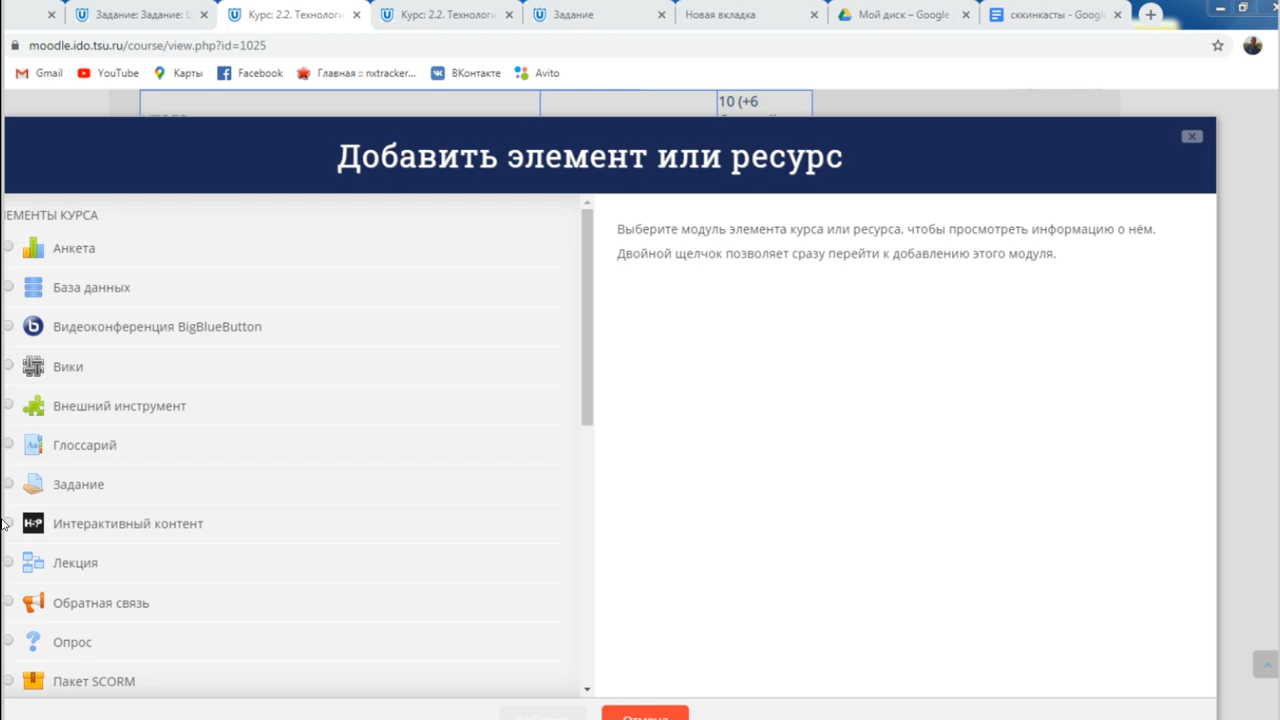 Задание: Задание: L
Курс: 2.2. Технологи
Курс: 2.2. Технологи
Задание
Новая вкладка
Мой диск – Google
сккинкасты - Googl
moodle.ido.tsu.ru/course/view.php?id=1025
Gmail
YouTube
Карты
Facebook
Главная :: nxtracker...
ВКонтакте
Avito
10 (+6
Добавить элемент или ресурс
ЛЕМЕНТЫ КУРСА
Анкета
База данных
Видеоконференция BigBlueButton
Вики
Внешний инструмент
Глоссарий
Задание
H-P Интерактивный контент
Лекция
Обратная связь
Опрос
Пакет SCORM
Выберите модуль элемента курса или ресурса, чтобы просмотреть информацию о нём.
Двойной щелчок позволяет сразу перейти к добавлению этого модуля.
Отмена